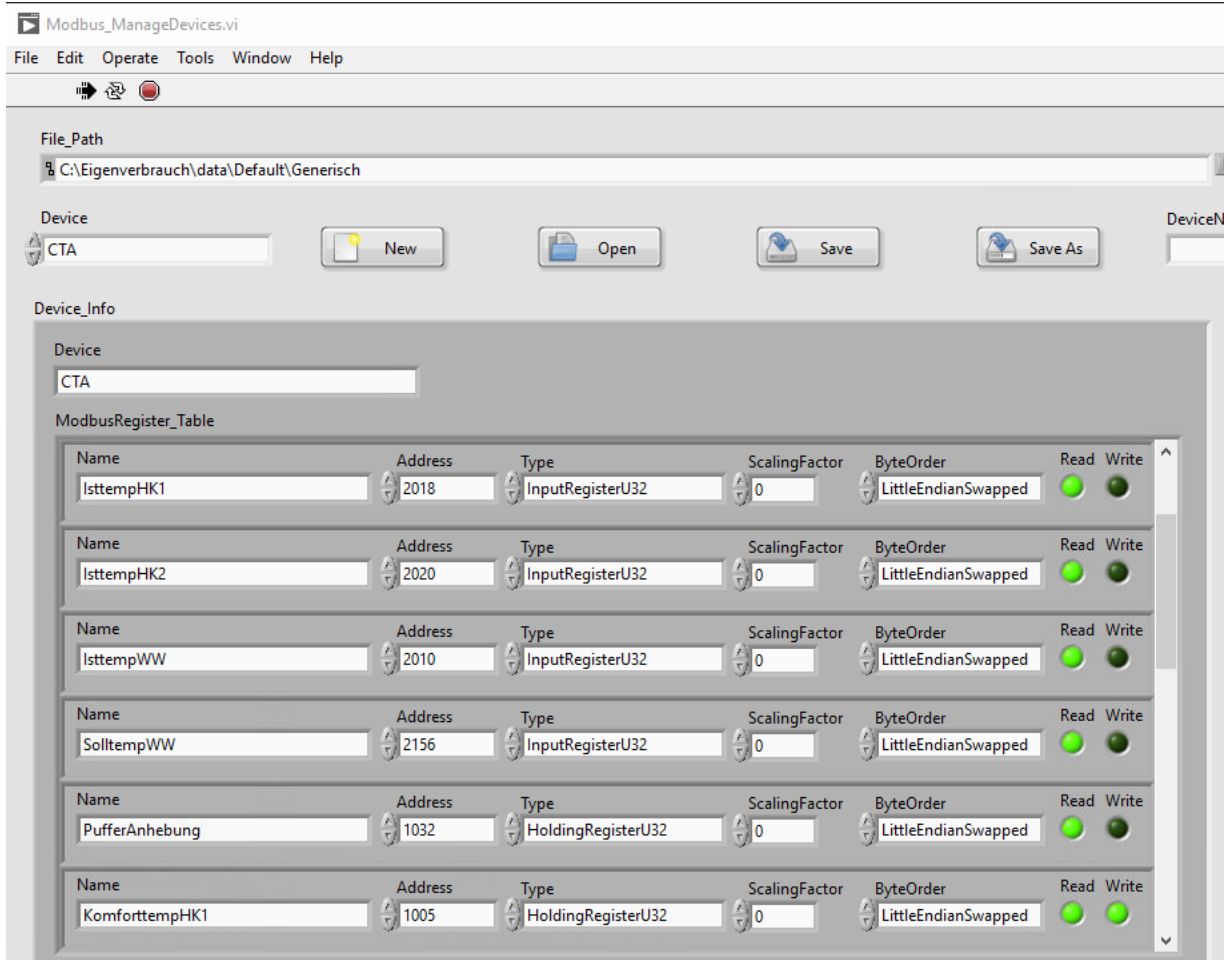 Modbus_ManageDevices.vi
File Edit Operate Tools Window Help
File_Path
C:\Eigenverbrauch\data\Default\Generisch
Device DeviceN
CTA New Open Save Save As
Device_Info
Device
CTA
ModbusRegister_Table
Name Address Type ScalingFactor ByteOrder Read Write
IsttempHK1 2018 InputRegisterU32 0 LittleEndianSwapped
Name Address Type ScalingFactor ByteOrder Read Write
IsttempHK2 2020 InputRegisterU32 0 LittleEndianSwapped
Name Address Type ScalingFactor ByteOrder Read Write
IsttempWW 2010 InputRegisterU32 0 LittleEndianSwapped
Name Address Type ScalingFactor ByteOrder Read Write
SolltempWW 2156 InputRegisterU32 0 LittleEndianSwapped
Name Address Type ScalingFactor ByteOrder Read Write
PufferAnhebung 1032 HoldingRegisterU32 0 LittleEndianSwapped
Name Address Type ScalingFactor ByteOrder Read Write
KomforttempHK1 1005 HoldingRegisterU32 0 LittleEndianSwapped